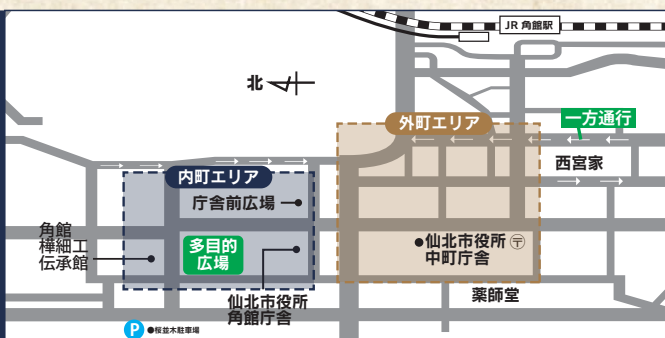 JR 角館駅
北
外町エリア
一方通行
西宮家
内町エリア
庁舎前広場
角館
樺細工
伝承館
多目的
広場
仙北市役所
中町庁舎
〒
仙北市役所
角館庁舎
薬師堂
P
桜並木駐車場